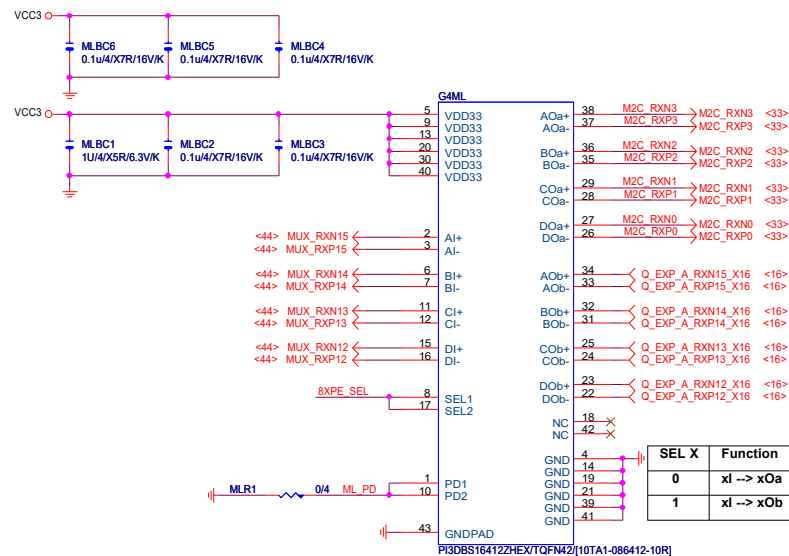 VCC3
MLBC6
0.1u/4/X7R/16V/K
MLBC5
0.1u/4/X7R/16V/K
MLBC4
0.1u/4/X7R/16V/K
VCC3
MLBC1
1U/4/X5R/6.3V/K
MLBC2
0.1u/4/X7R/16V/K
MLBC3
0.1u/4/X7R/16V/K
G4ML
5 VDD33
9 VDD33
13 VDD33
20 VDD33
30 VDD33
40 VDD33
<44> MUX_RXN15 2 AI+
<44> MUX_RXP15 3 AI-
<44> MUX_RXN14 6 BI+
<44> MUX_RXP14 7 BI-
<44> MUX_RXN13 11 CI+
<44> MUX_RXP13 12 CI-
<44> MUX_RXN12 15 DI+
<44> MUX_RXP12 16 DI-
8XPE_SEL 8 SEL1
17 SEL2
MLR1 0/4 ML_PD 1 PD1
10 PD2
43 GNDPAD
AOa+ 38 M2C_RXN3 M2C_RXN3 <33>
AOa- 37 M2C_RXP3 M2C_RXP3 <33>
BOa+ 36 M2C_RXN2 M2C_RXN2 <33>
BOa- 35 M2C_RXP2 M2C_RXP2 <33>
COa+ 29 M2C_RXN1 M2C_RXN1 <33>
COa- 28 M2C_RXP1 M2C_RXP1 <33>
DOa+ 27 M2C_RXN0 M2C_RXN0 <33>
DOa- 26 M2C_RXP0 M2C_RXP0 <33>
AOb+ 34 Q_EXP_A_RXN15_X16 <16>
AOb- 33 Q_EXP_A_RXP15_X16 <16>
BOb+ 32 Q_EXP_A_RXN14_X16 <16>
BOb- 31 Q_EXP_A_RXP14_X16 <16>
COb+ 25 Q_EXP_A_RXN13_X16 <16>
COb- 24 Q_EXP_A_RXP13_X16 <16>
DOb+ 23 Q_EXP_A_RXN12_X16 <16>
DOb- 22 Q_EXP_A_RXP12_X16 <16>
NC 18
NC 42
GND 4
GND 14
GND 19
GND 21
GND 39
GND 41
SEL X Function
0 xI --> xOa
1 xI --> xOb
PI3DBS16412ZHEX/TQFN42/[10TA1-086412-10R]